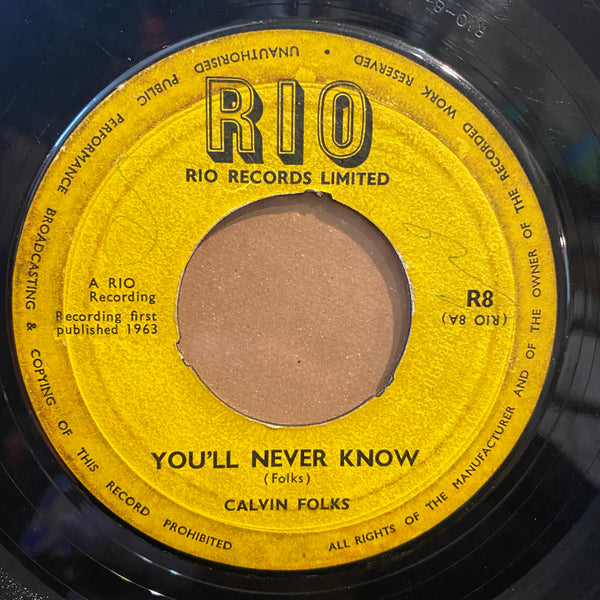 RIO
RIO RECORDS LIMITED
A RIO
Recording
Recording first
published 1963
R8
(RIO 8A)
YOU'LL NEVER KNOW
(Folks)
CALVIN FOLKS
ALL RIGHTS OF THE MANUFACTURER AND OF THE OWNER OF THE RECORDED WORK RESERVED
UNAUTHORISED PUBLIC PERFORMANCE BROADCASTING & COPYING OF THIS RECORD PROHIBITED